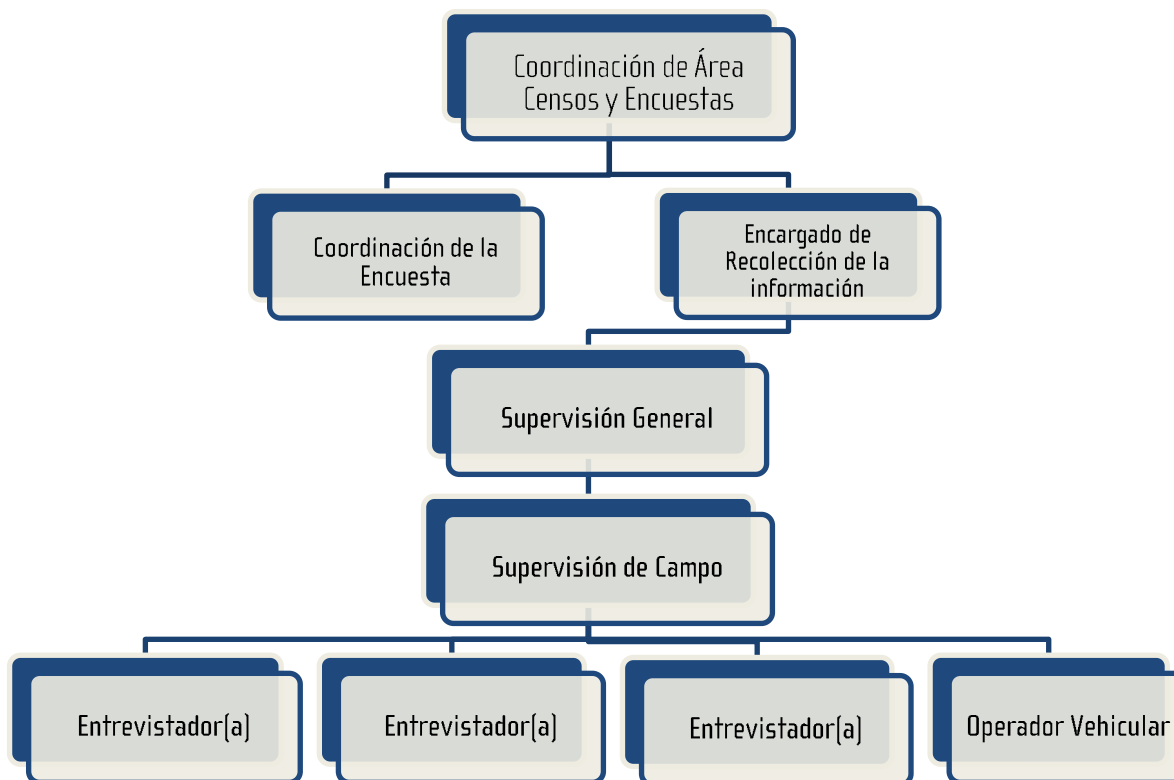 Coordinación de Área
Censos y Encuestas
Coordinación de la
Encuesta
Encargado de
Recolección de la
información
Supervisión General
Supervisión de Campo
Entrevistador(a)
Entrevistador(a)
Entrevistador(a)
Operador Vehicular